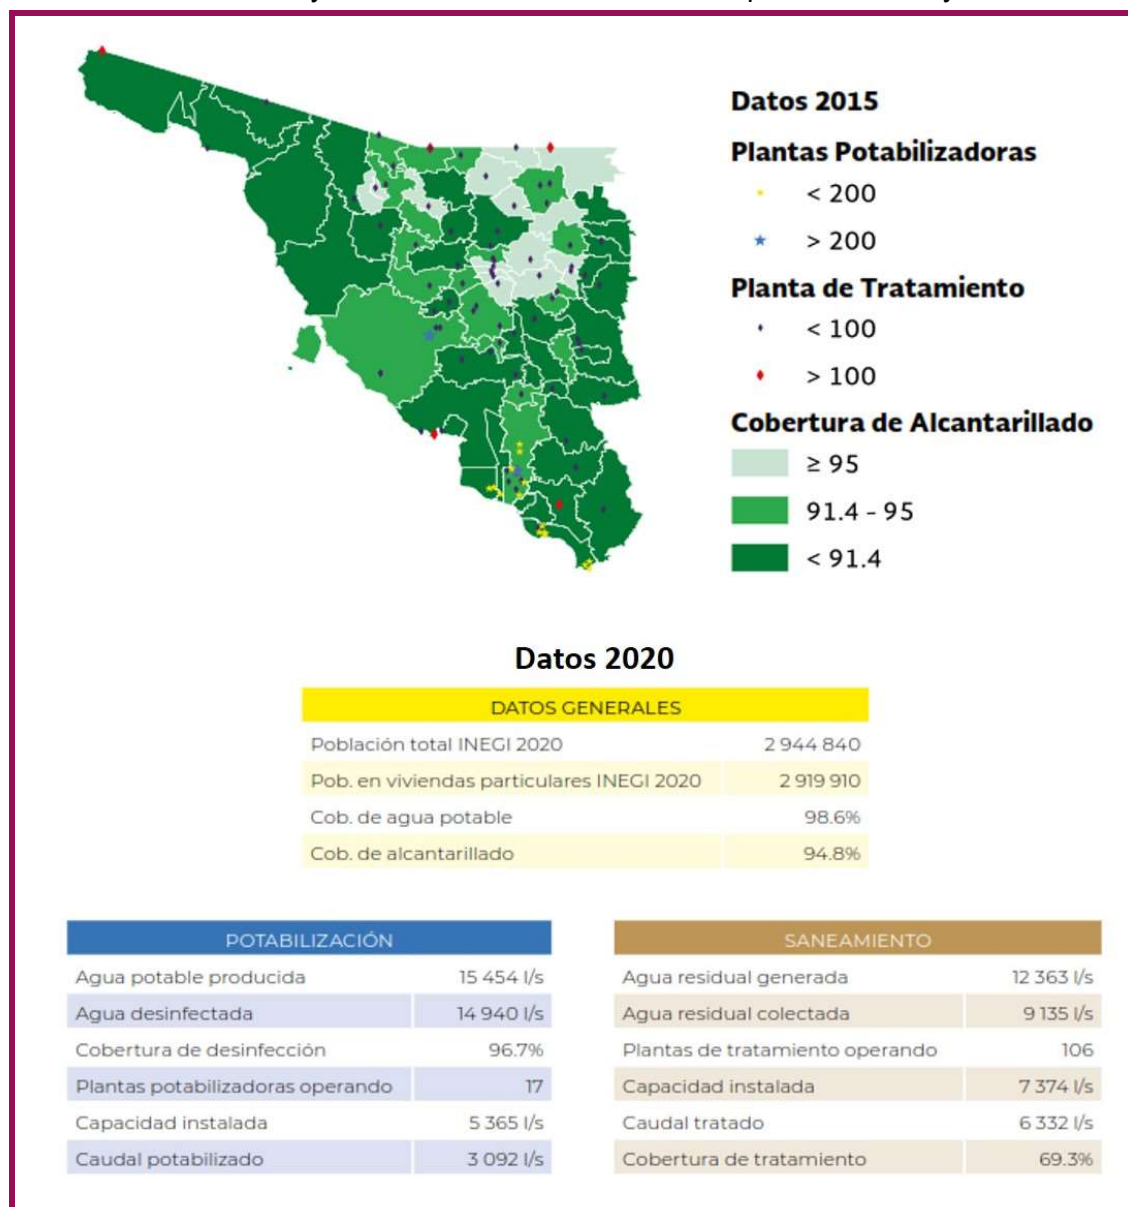 Datos 2015
Plantas Potabilizadoras
< 200
> 200
Planta de Tratamiento
< 100
> 100
Cobertura de Alcantarillado
≥ 95
91.4 - 95
< 91.4
Datos 2020
DATOS GENERALES
Población total INEGI 2020 2 944 840
Pob. en viviendas particulares INEGI 2020 2 919 910
Cob. de agua potable 98.6%
Cob. de alcantarillado 94.8%
POTABILIZACIÓN
Agua potable producida 15 454 l/s
Agua desinfectada 14 940 l/s
Cobertura de desinfección 96.7%
Plantas potabilizadoras operando 17
Capacidad instalada 5 365 l/s
Caudal potabilizado 3 092 l/s
SANEAMIENTO
Agua residual generada 12 363 l/s
Agua residual colectada 9 135 l/s
Plantas de tratamiento operando 106
Capacidad instalada 7 374 l/s
Caudal tratado 6 332 l/s
Cobertura de tratamiento 69.3%